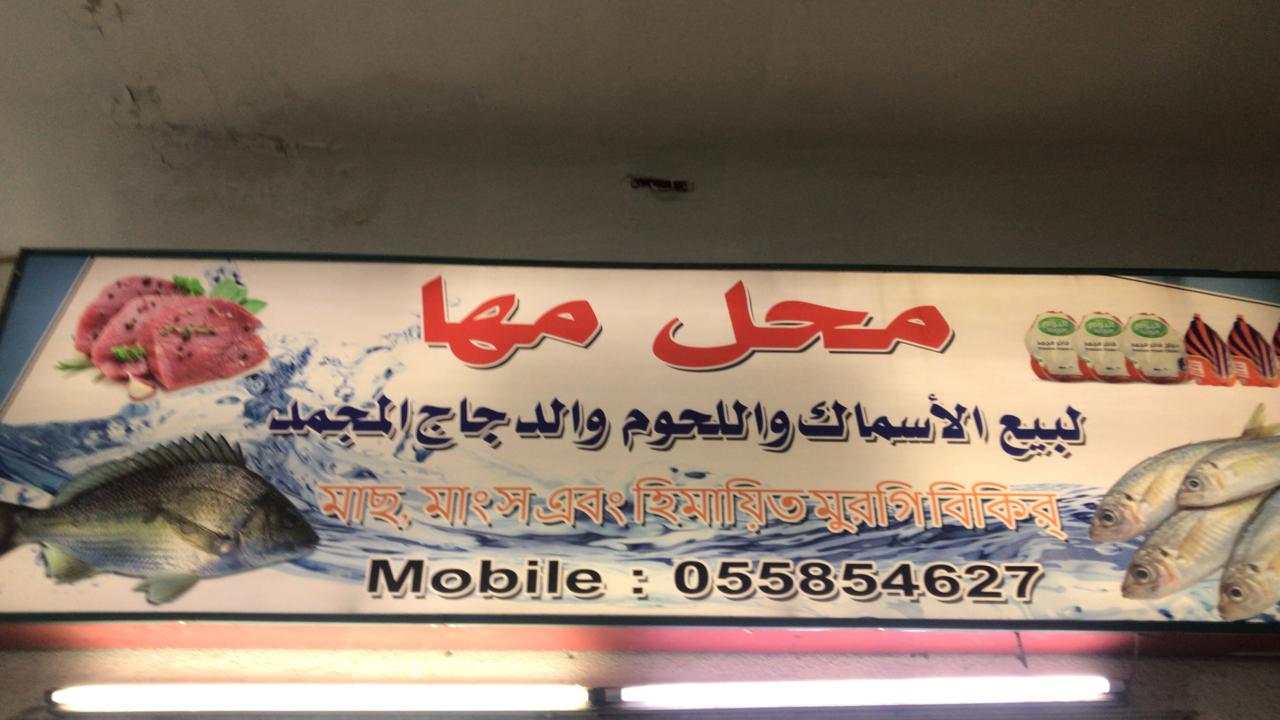 محل مها
لبيع الأسماك واللحوم والدجاج المجمد
মাছ, মাংস এবং হিমায়িত মুরগি বিকির্
Mobile : 055854627